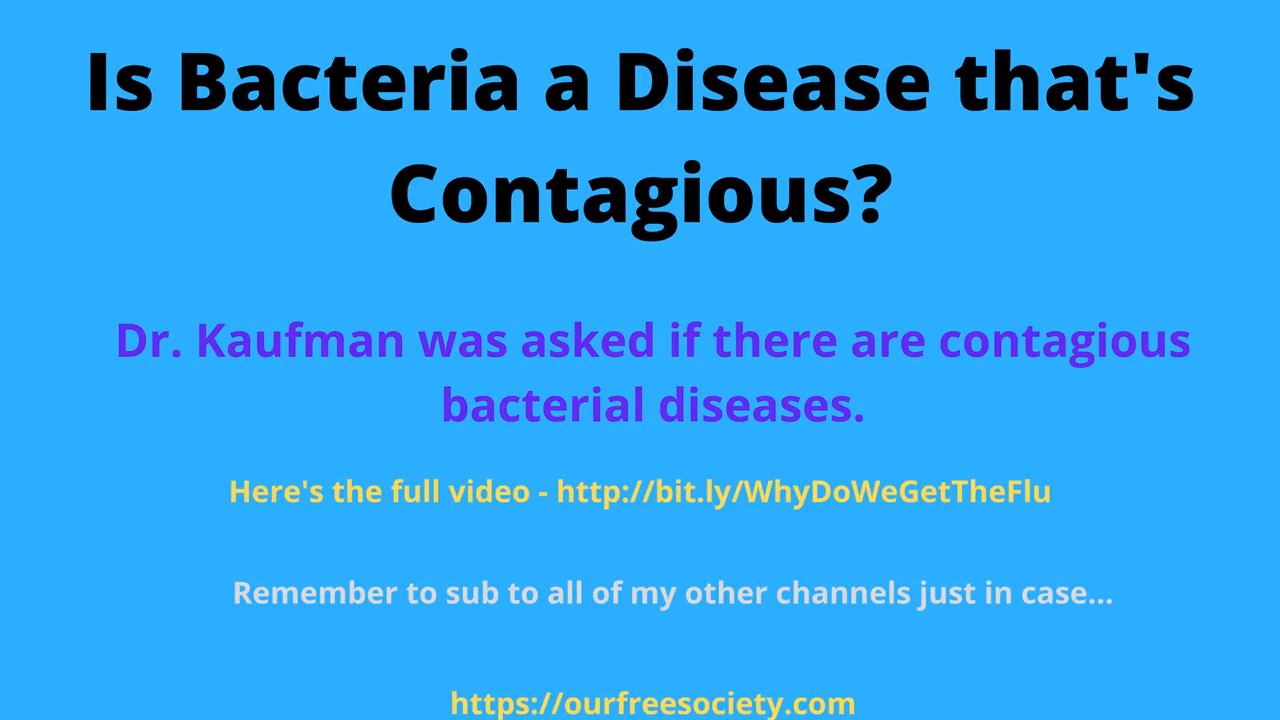 Is Bacteria a Disease that's
Contagious?
Dr. Kaufman was asked if there are contagious
bacterial diseases.
Here's the full video - http://bit.ly/WhyDoWeGetTheFlu
Remember to sub to all of my other channels just in case...
https://ourfreesociety.com